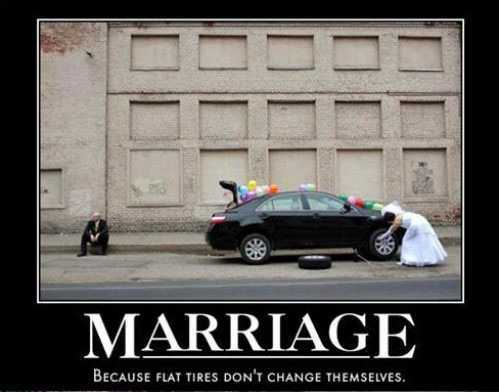 MARRIAGE
BECAUSE FLAT TIRES DON'T CHANGE THEMSELVES.